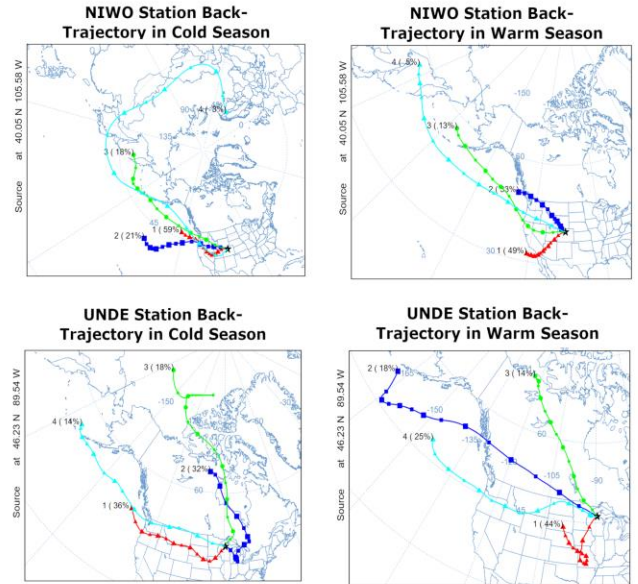 NIWO Station Back-
Trajectory in Cold Season
Source at 40.05 N 105.58 W
4 ( 3%)
90
0
-135
3 ( 18%)
45
1 ( 59%)
2 ( 21%)
NIWO Station Back-
Trajectory in Warm Season
Source at 40.05 N 105.58 W
4 ( 5%)
-150
3 ( 13%)
60
2 ( 33%)
30
1 ( 49%)
UNDE Station Back-
Trajectory in Cold Season
Source at 46.23 N 89.54 W
3 ( 18%)
-150
4 ( 14%)
2 ( 32%)
60
1 ( 36%)
UNDE Station Back-
Trajectory in Warm Season
Source at 46.23 N 89.54 W
2 ( 18%)
-165
3 ( 14%)
-150
75
4 ( 25%)
-135
60
-105
-90
45
1 ( 44%)